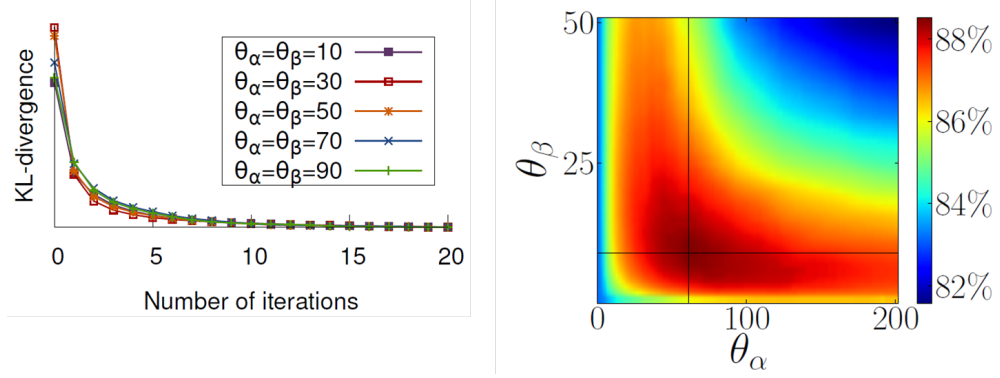 KL-divergence
θα=θβ=10
θα=θβ=30
θα=θβ=50
θα=θβ=70
θα=θβ=90
0 5 10 15 20
Number of iterations
50
25
θβ
0 100 200
θα
88%
86%
84%
82%